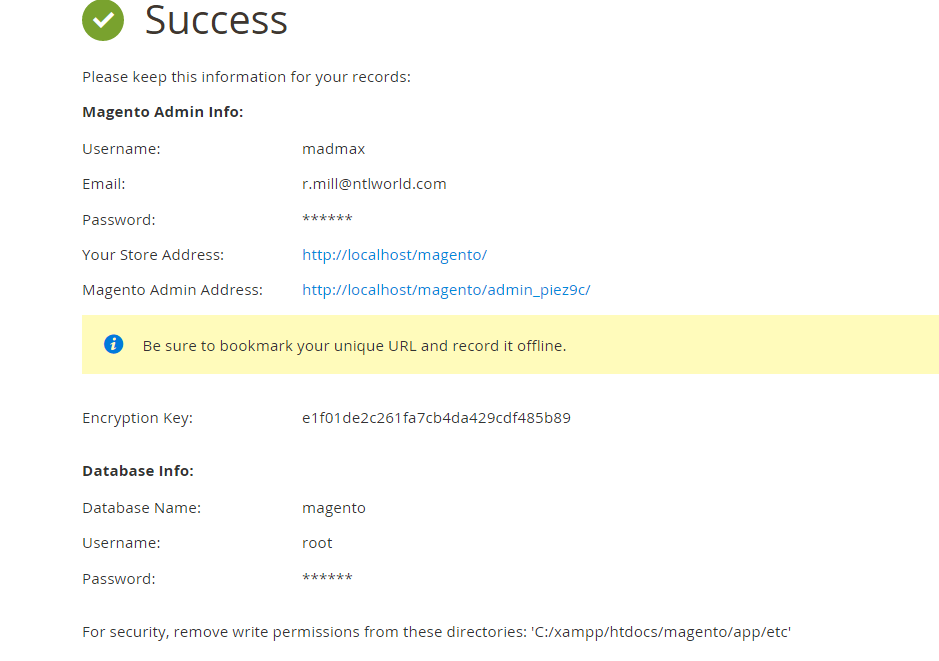 Success
Please keep this information for your records:
Magento Admin Info:
Username: madmax
Email: r.mill@ntlworld.com
Password: ******
Your Store Address: http://localhost/magento/
Magento Admin Address: http://localhost/magento/admin_piez9c/
Be sure to bookmark your unique URL and record it offline.
Encryption Key: e1f01de2c261fa7cb4da429cdf485b89
Database Info:
Database Name: magento
Username: root
Password: ******
For security, remove write permissions from these directories: 'C:/xampp/htdocs/magento/app/etc'